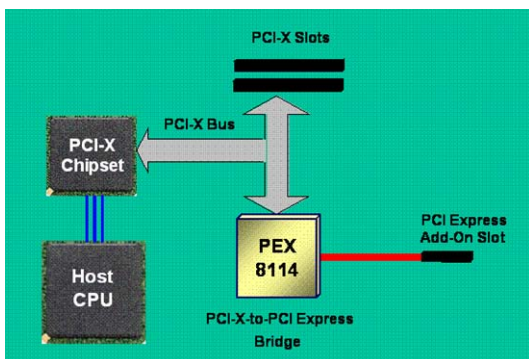 PCI-X Slots
PCI-X Bus
PCI-X
Chipset
PEX
8114
PCI Express
Add-On Slot
Host
CPU
PCI-X-to-PCI Express
Bridge